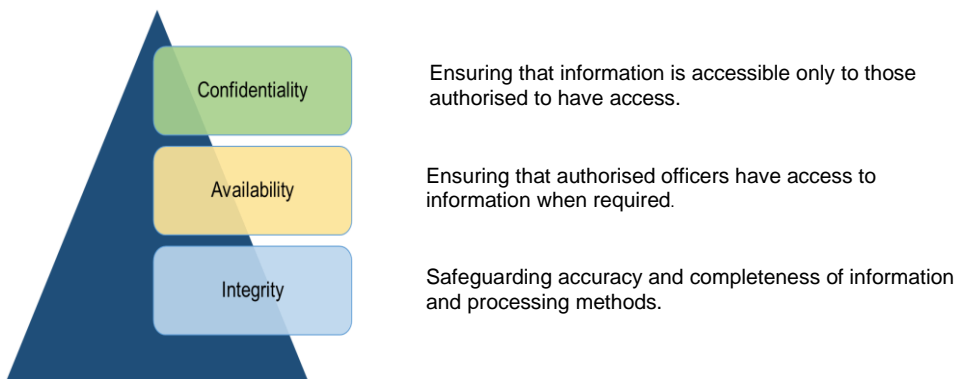 Confidentiality
Ensuring that information is accessible only to those
authorised to have access.
Availability
Ensuring that authorised officers have access to
information when required.
Integrity
Safeguarding accuracy and completeness of information
and processing methods.